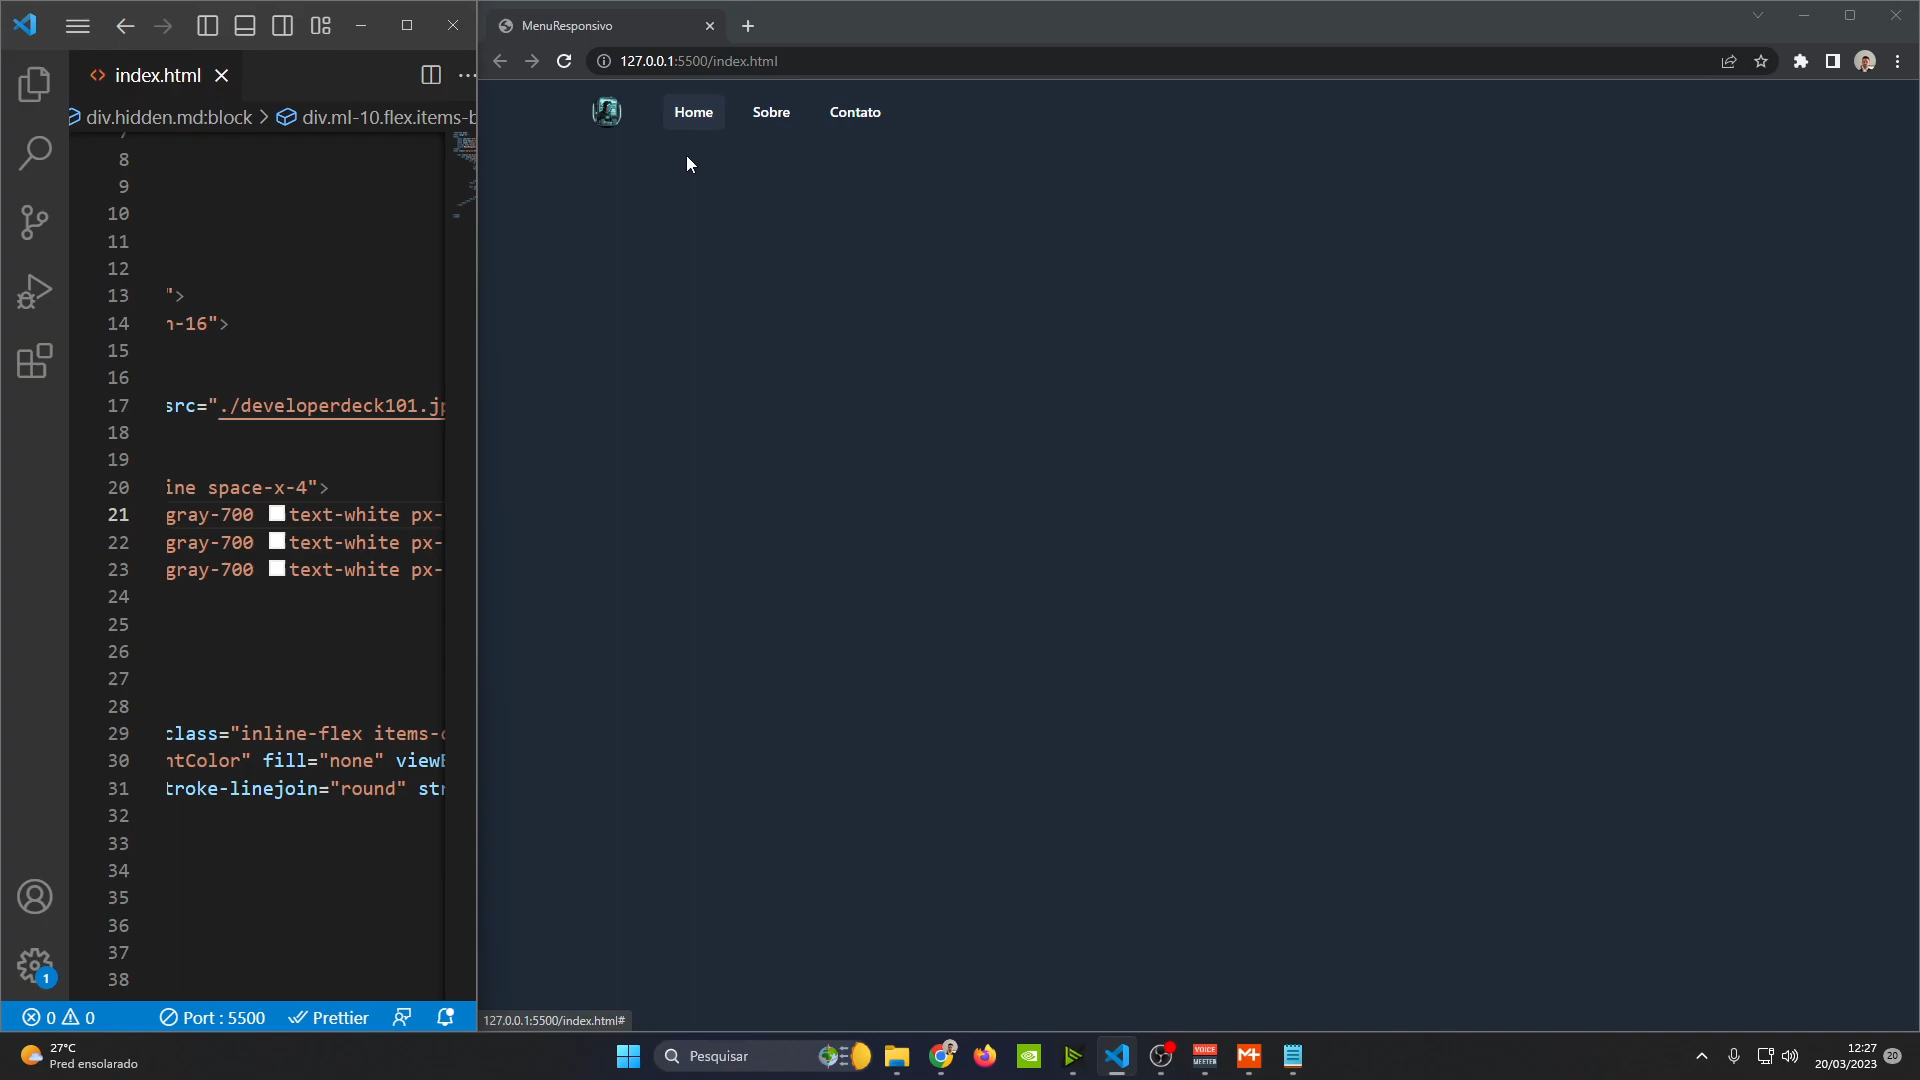 index.html
MenuResponsivo
127.0.0.1:5500/index.html
div.hidden.md:block > div.ml-10.flex.items-b
Home
Sobre
Contato
7
8
9
10
11
12
13 ">
14 n-16">
15
16
17 src="./developerdeck101.jp
18
19
20 ine space-x-4">
21 gray-700 text-white px-
22 gray-700 text-white px-
23 gray-700 text-white px-
24
25
26
27
28
29 class="inline-flex items-c
30 ntColor" fill="none" viewB
31 troke-linejoin="round" str
32
33
34
35
36
37
38
1
0 0 Port : 5500 Prettier
127.0.0.1:5500/index.html#
27°C
Pred ensolarado
Pesquisar
VOICE
MEETER
12:27
20/03/2023
20